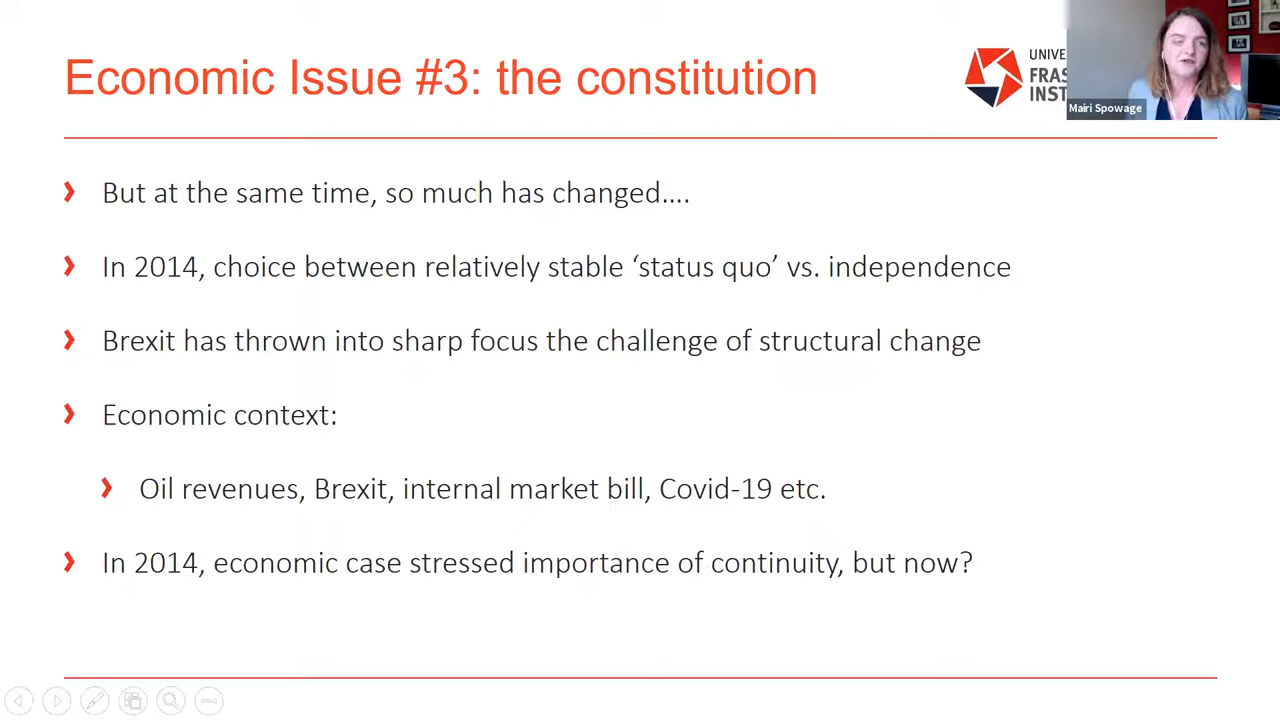 Economic Issue #3: the constitution
UNIVE
FRAS
INST
Mairi Spowage
But at the same time, so much has changed….
In 2014, choice between relatively stable ‘status quo’ vs. independence
Brexit has thrown into sharp focus the challenge of structural change
Economic context:
Oil revenues, Brexit, internal market bill, Covid-19 etc.
In 2014, economic case stressed importance of continuity, but now?